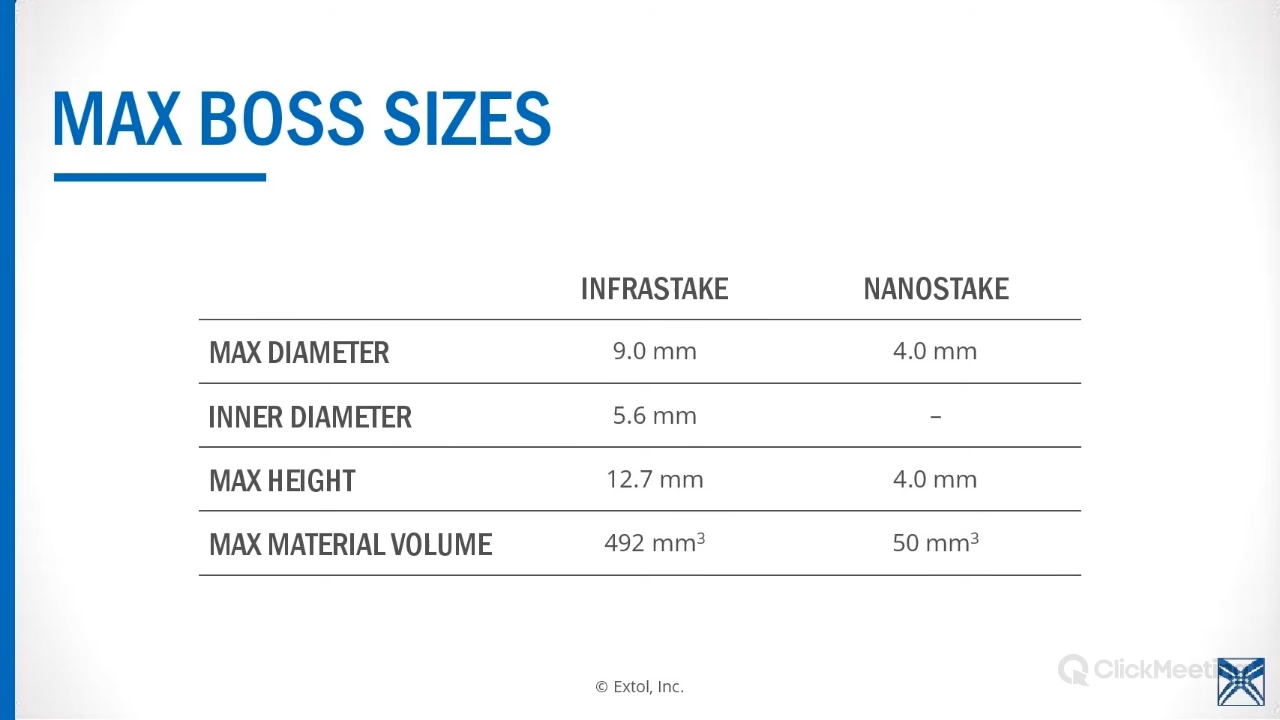 MAX BOSS SIZES
INFRASTAKE NANOSTAKE
MAX DIAMETER 9.0 mm 4.0 mm
INNER DIAMETER 5.6 mm –
MAX HEIGHT 12.7 mm 4.0 mm
MAX MATERIAL VOLUME 492 mm³ 50 mm³
ClickMeeting
© Extol, Inc.